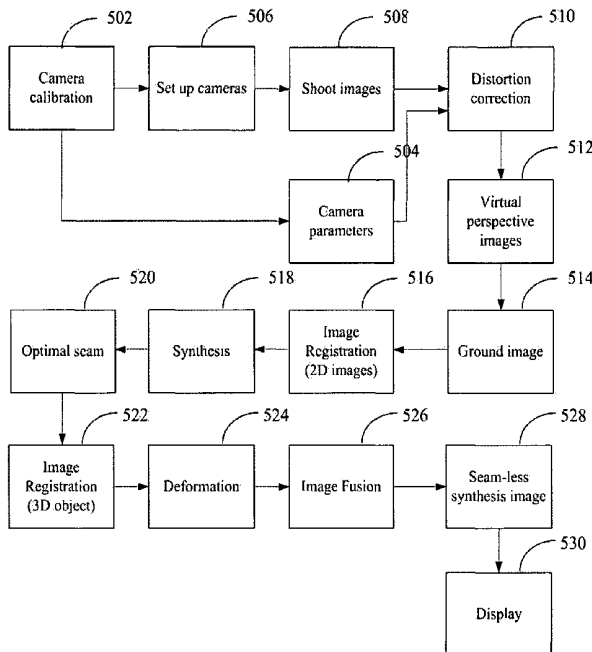 502
506
508
510
Camera
calibration
Set up cameras
Shoot images
Distortion
correction
504
512
Camera
parameters
Virtual
perspective
images
520
518
516
514
Optimal seam
Synthesis
Image
Registration
(2D images)
Ground image
522
524
526
528
Image
Registration
(3D object)
Deformation
Image Fusion
Seam-less
synthesis image
530
Display